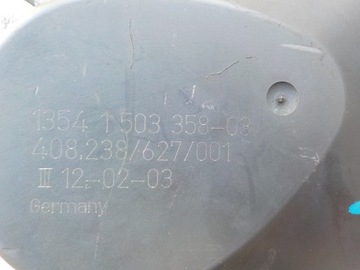 1354 1 503 358-03
408.238/627/001
III 12-02-03
Germany